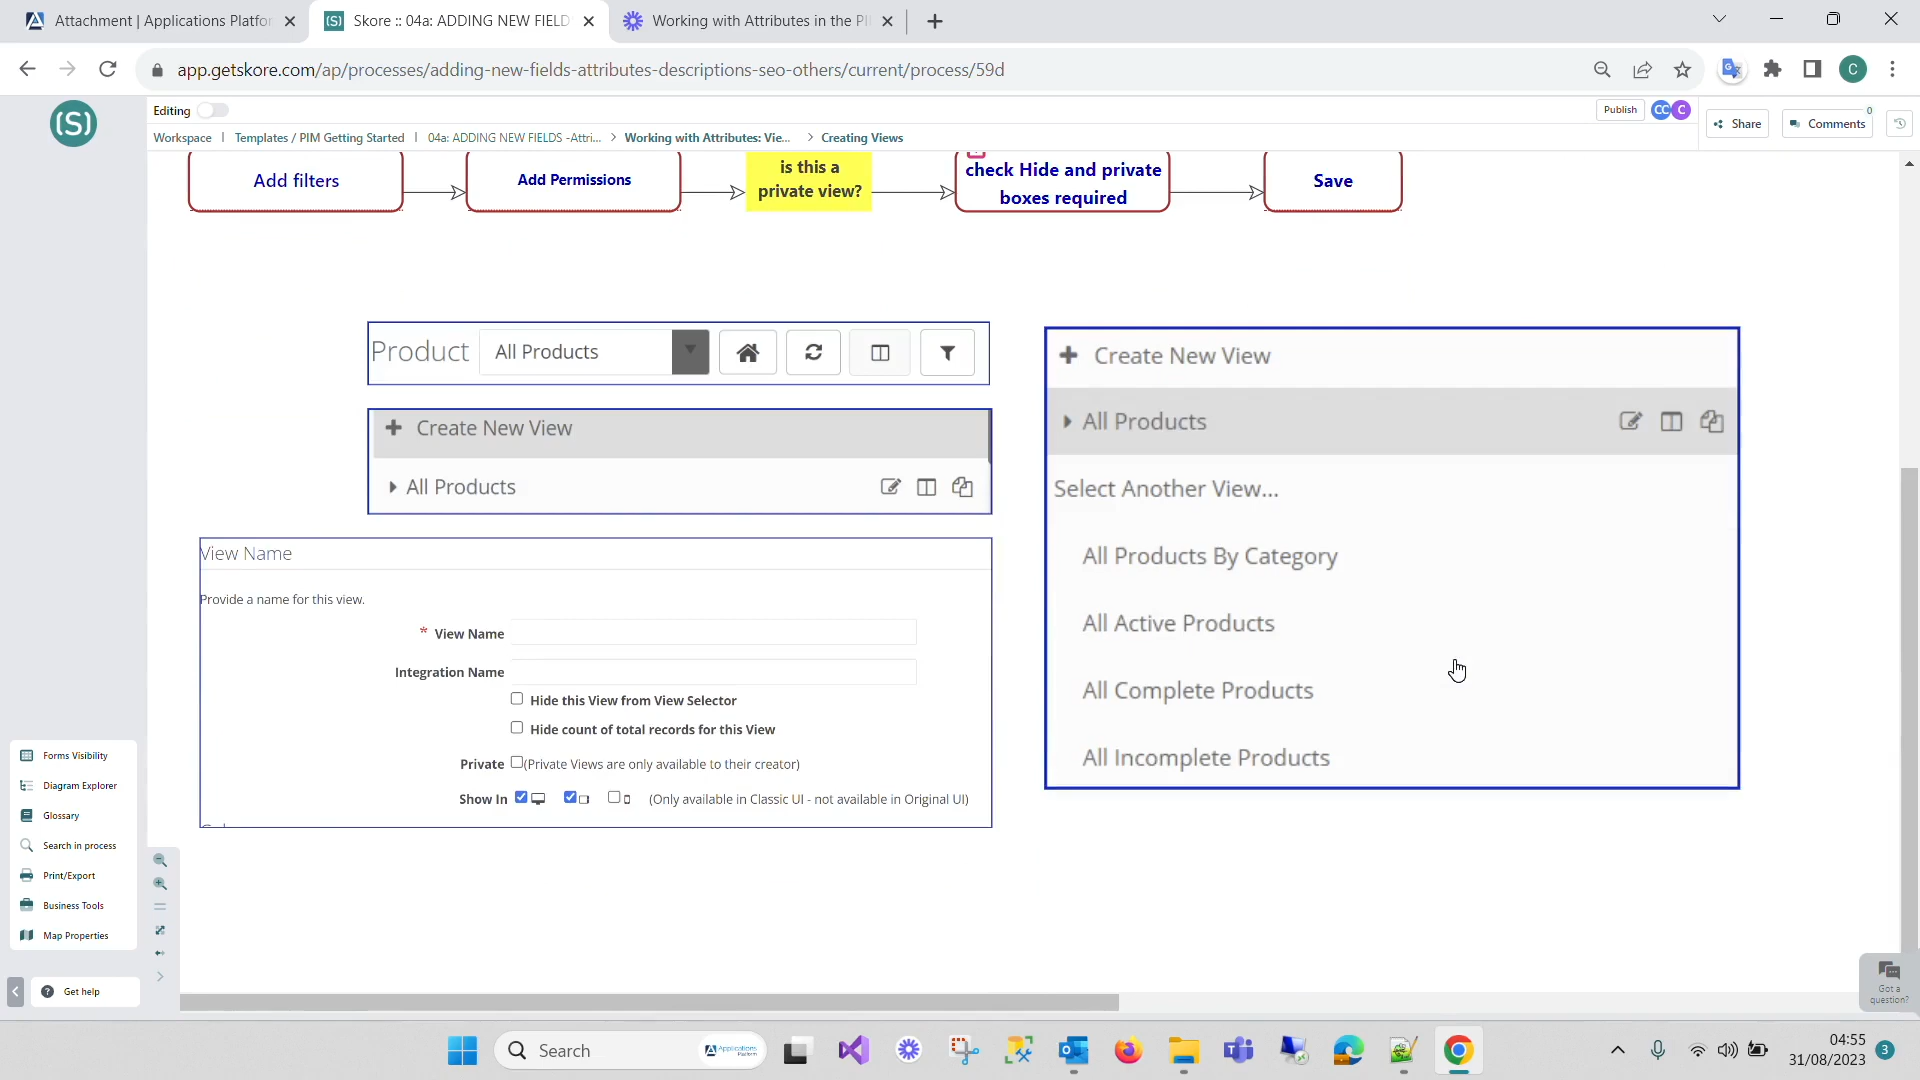 Attachment | Applications Platfor
Skore :: 04a: ADDING NEW FIELD
Working with Attributes in the PI
app.getskore.com/ap/processes/adding-new-fields-attributes-descriptions-seo-others/current/process/59d
C
(S)
Editing
Publish
CC
C
Share
Comments
0
Workspace
Templates / PIM Getting Started
04a: ADDING NEW FIELDS -Attri...
Working with Attributes: Vie...
Creating Views
Add filters
Add Permissions
is this a
private view?
check Hide and private
boxes required
Save
Product
All Products
Create New View
All Products
View Name
Provide a name for this view.
* View Name
Integration Name
Hide this View from View Selector
Hide count of total records for this View
Private
(Private Views are only available to their creator)
Show In
(Only available in Classic UI - not available in Original UI)
Create New View
All Products
Select Another View...
All Products By Category
All Active Products
All Complete Products
All Incomplete Products
Forms Visibility
Diagram Explorer
Glossary
Search in process
Print/Export
Business Tools
Map Properties
Get help
Got a
question?
Search
Applications
Platform
04:55
31/08/2023
3